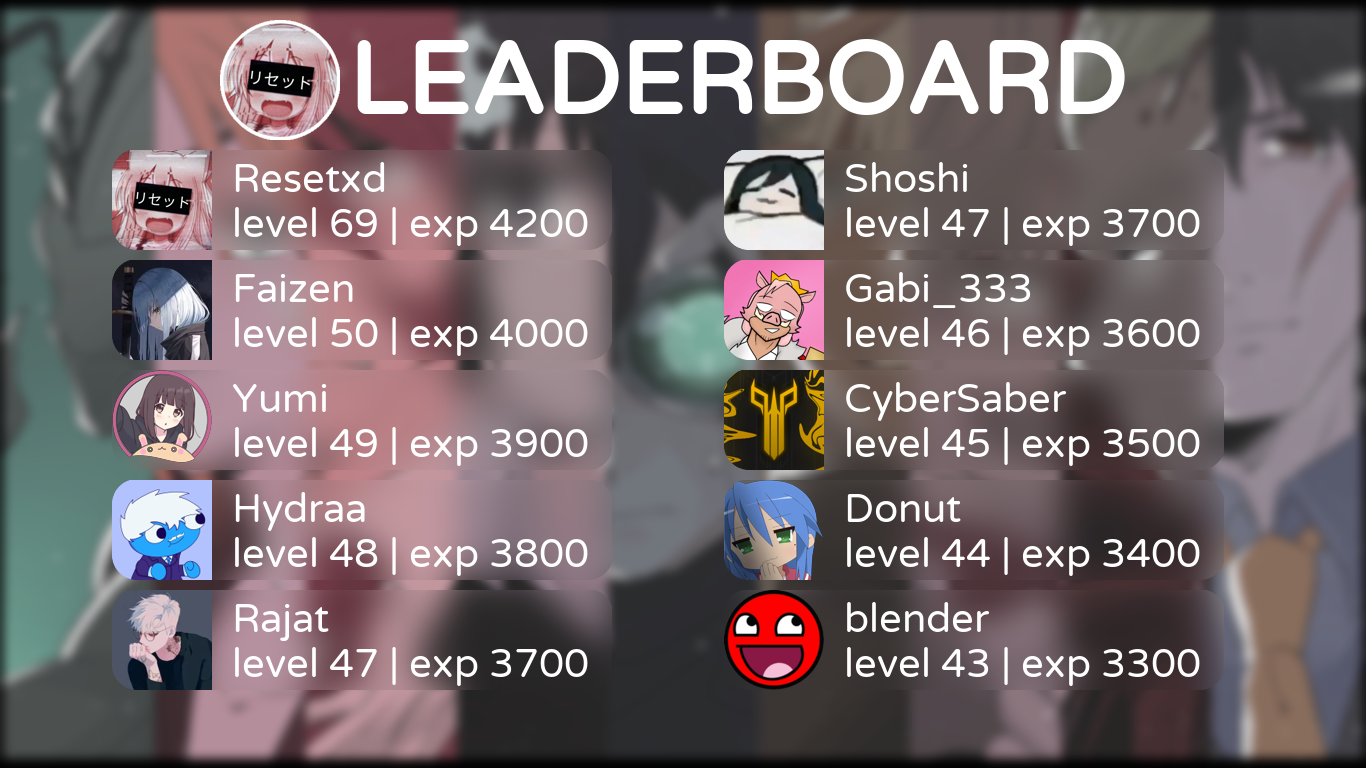 リセット
LEADERBOARD
リセット
Resetxd
level 69 | exp 4200
Faizen
level 50 | exp 4000
Yumi
level 49 | exp 3900
Hydraa
level 48 | exp 3800
Rajat
level 47 | exp 3700
Shoshi
level 47 | exp 3700
Gabi_333
level 46 | exp 3600
CyberSaber
level 45 | exp 3500
Donut
level 44 | exp 3400
blender
level 43 | exp 3300